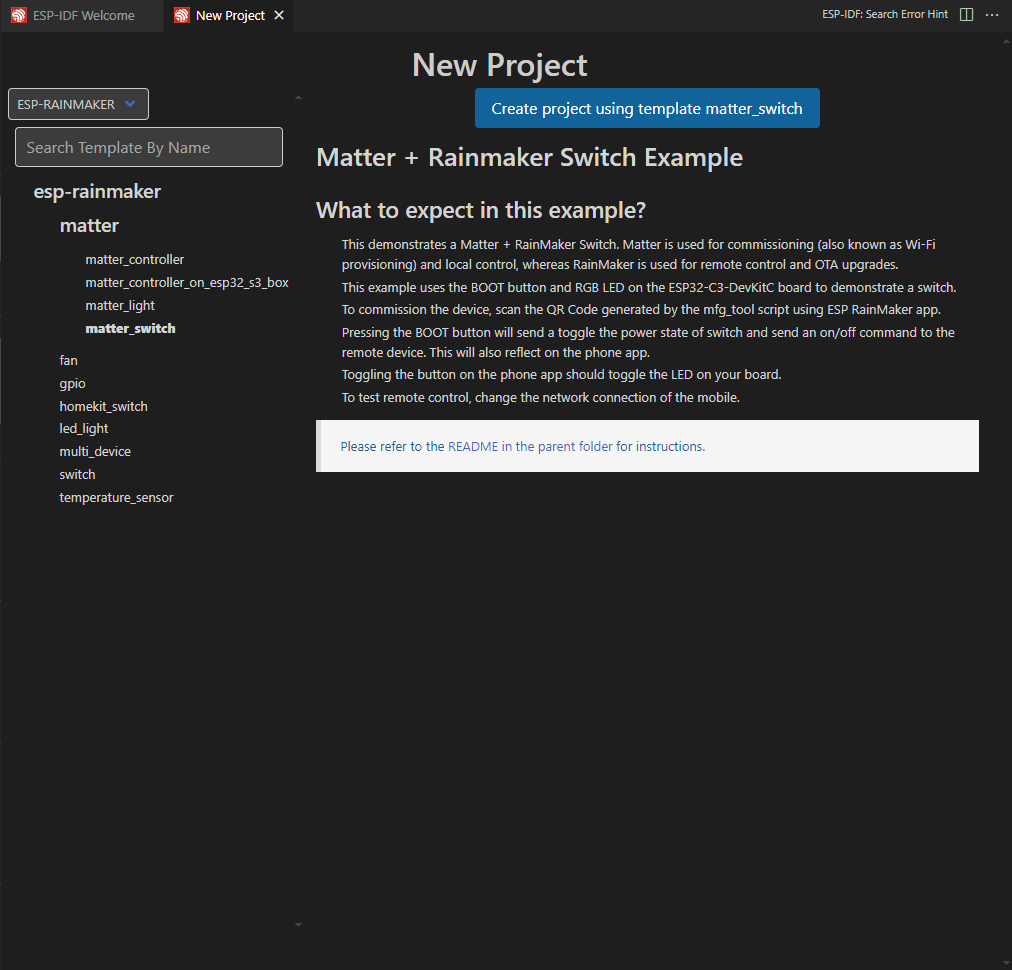 ESP-IDF Welcome
New Project
ESP-IDF: Search Error Hint
New Project
ESP-RAINMAKER
Search Template By Name
esp-rainmaker
matter
matter_controller
matter_controller_on_esp32_s3_box
matter_light
matter_switch
fan
gpio
homekit_switch
led_light
multi_device
switch
temperature_sensor
Create project using template matter_switch
Matter + Rainmaker Switch Example
What to expect in this example?
This demonstrates a Matter + RainMaker Switch. Matter is used for commissioning (also known as Wi-Fi
provisioning) and local control, whereas RainMaker is used for remote control and OTA upgrades.
This example uses the BOOT button and RGB LED on the ESP32-C3-DevKitC board to demonstrate a switch.
To commission the device, scan the QR Code generated by the mfg_tool script using ESP RainMaker app.
Pressing the BOOT button will send a toggle the power state of switch and send an on/off command to the
remote device. This will also reflect on the phone app.
Toggling the button on the phone app should toggle the LED on your board.
To test remote control, change the network connection of the mobile.
Please refer to the README in the parent folder for instructions.